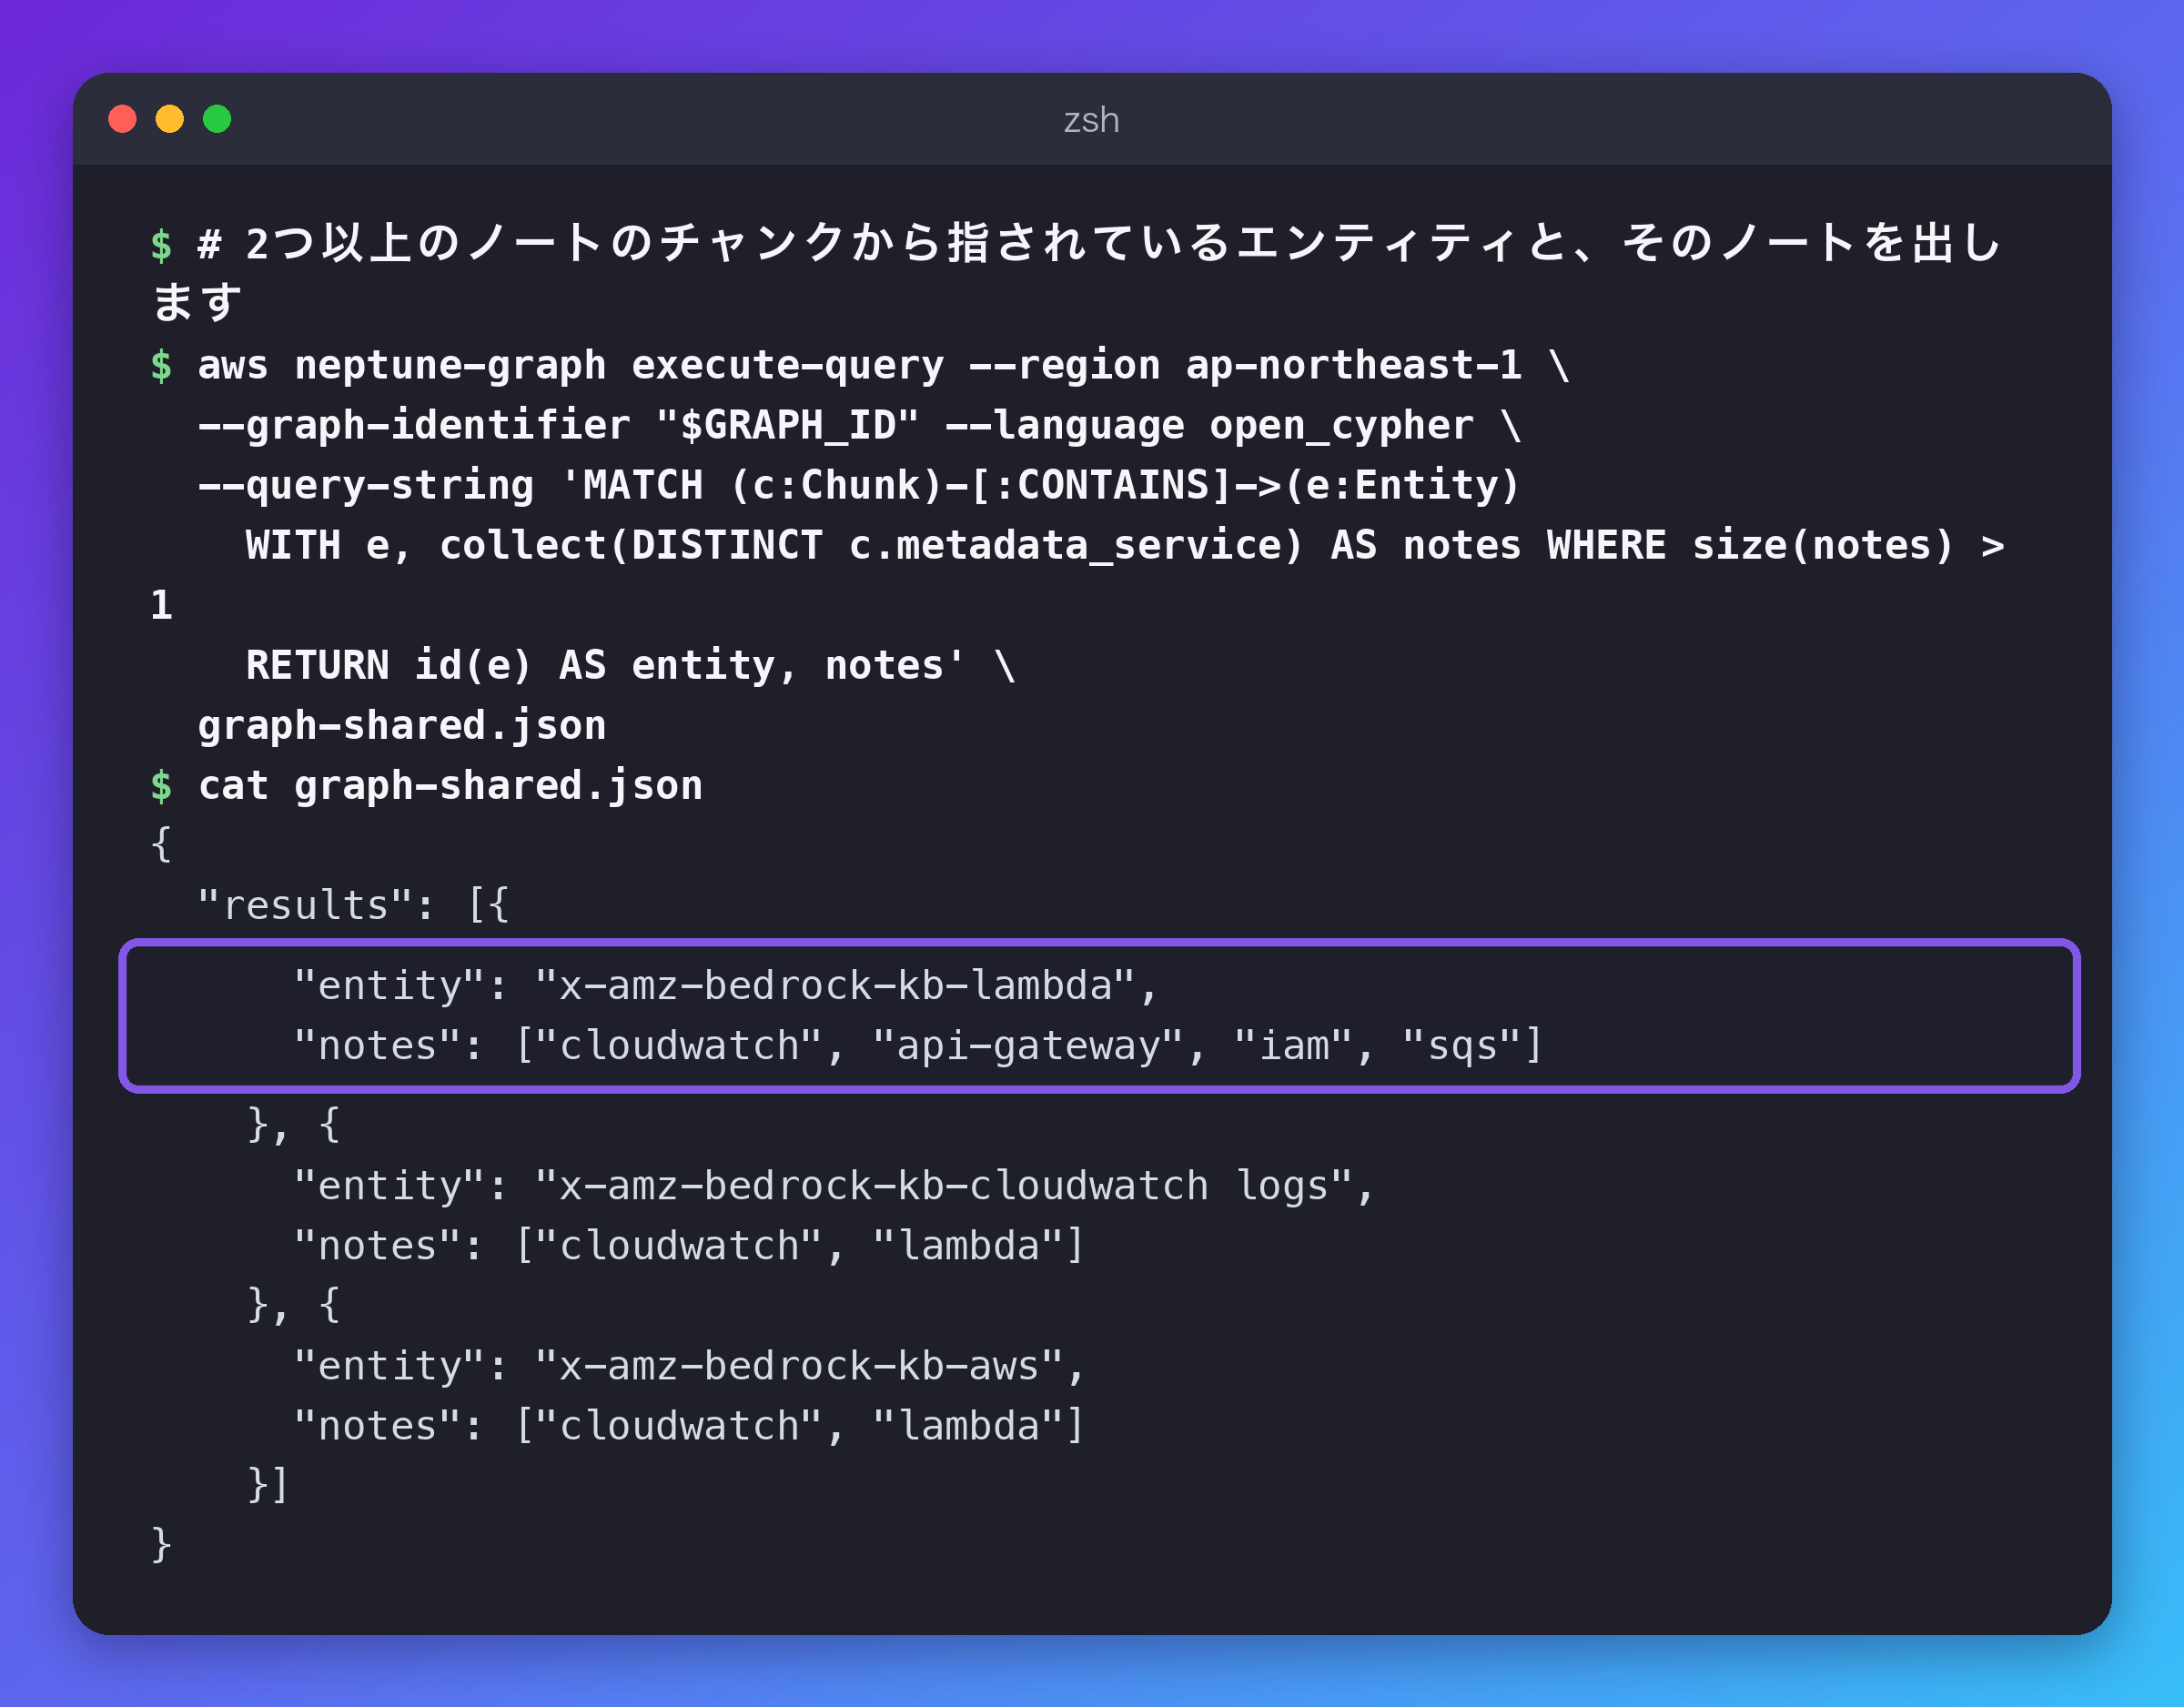 zsh
$ # 2つ以上のノートのチャンクから指されているエンティティと、そのノートを出し
ます
$ aws neptune-graph execute-query --region ap-northeast-1 \
  --graph-identifier "$GRAPH_ID" --language open_cypher \
  --query-string 'MATCH (c:Chunk)-[:CONTAINS]->(e:Entity)
    WITH e, collect(DISTINCT c.metadata_service) AS notes WHERE size(notes) >
1
    RETURN id(e) AS entity, notes' \
  graph-shared.json
$ cat graph-shared.json
{
  "results": [{
      "entity": "x-amz-bedrock-kb-lambda",
      "notes": ["cloudwatch", "api-gateway", "iam", "sqs"]
    }, {
      "entity": "x-amz-bedrock-kb-cloudwatch logs",
      "notes": ["cloudwatch", "lambda"]
    }, {
      "entity": "x-amz-bedrock-kb-aws",
      "notes": ["cloudwatch", "lambda"]
    }]
}